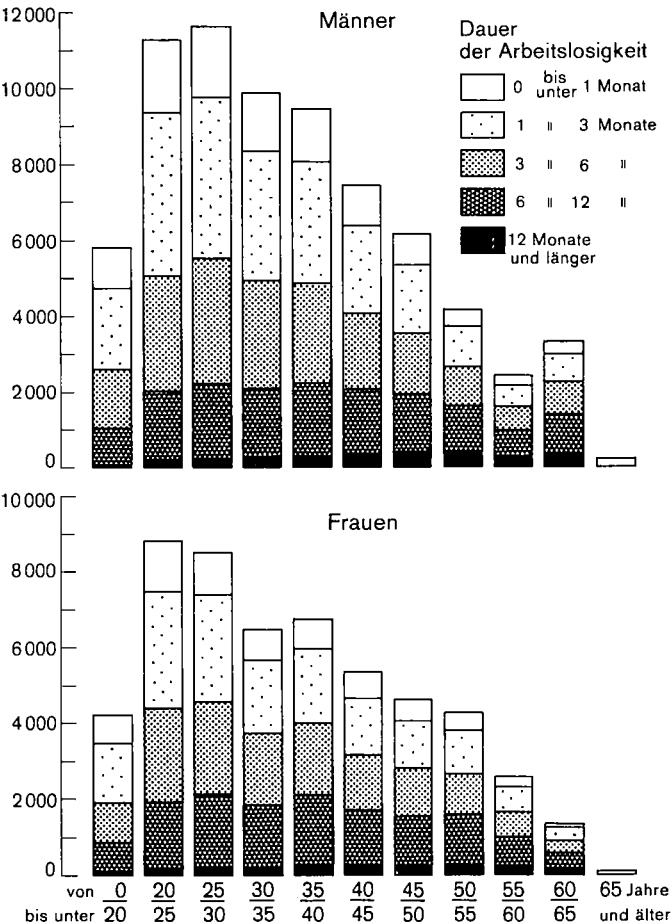 Männer
Dauer
der Arbeitslosigkeit
0 bis unter 1 Monat
1 " 3 Monate
3 " 6 "
6 " 12 "
12 Monate
und länger
12000
10000
8000
6000
4000
2000
0
Frauen
10000
8000
6000
4000
2000
0
von 0 20 25 30 35 40 45 50 55 60 65 Jahre
bis unter 20 25 30 35 40 45 50 55 60 65 und älter